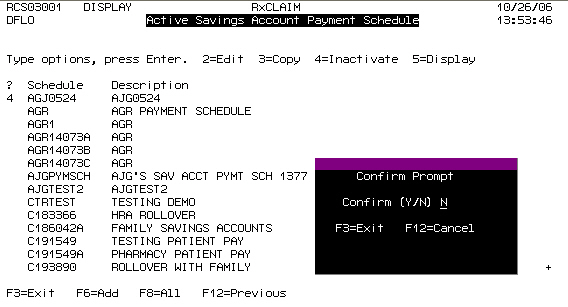 RCS03001 DISPLAY RxCLAIM 10/26/06
DFLO Active Savings Account Payment Schedule 13:53:46
Type options, press Enter. 2=Edit 3=Copy 4=Inactivate 5=Display
? Schedule Description
4 AGJ0524 AJG0524
AGR AGR PAYMENT SCHEDULE
AGR1 AGR
AGR14073A AGR
AGR14073B AGR
AGR14073C AGR
AJGPYMSCH AJG'S SAV ACCT PYMT SCH 1377
AJGTEST2 AJGTEST2
CTRTEST TESTING DEMO
C183366 HRA ROLLOVER
C186042A FAMILY SAVINGS ACCOUNTS
C191549 TESTING PATIENT PAY
C191549A PHARMACY PATIENT PAY
C193890 ROLLOVER WITH FAMILY +
Confirm Prompt
Confirm (Y/N) N
F3=Exit F12=Cancel
F3=Exit F6=Add F8=All F12=Previous